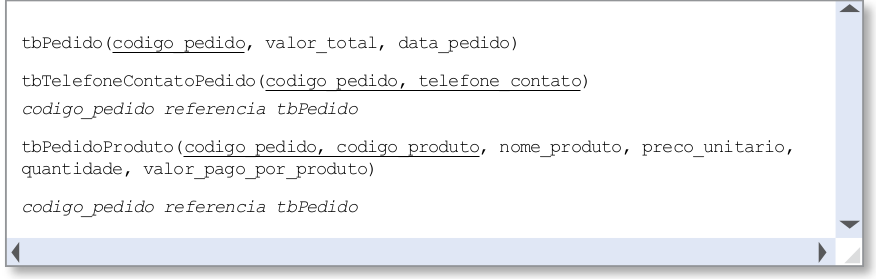 tbPedido(codigo_pedido, valor_total, data_pedido)
tbTelefoneContatoPedido(codigo_pedido, telefone_contato)
codigo_pedido referencia tbPedido
tbPedidoProduto(codigo_pedido, codigo_produto, nome_produto, preco_unitario,
quantidade, valor_pago_por_produto)
codigo_pedido referencia tbPedido